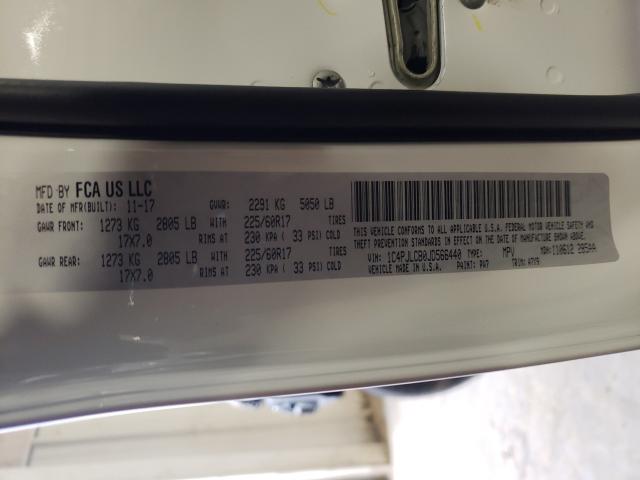 MFD BY FCA US LLC
DATE OF MFR(BUILT): 11-17 GVWR: 2291 KG 5050 LB
GAWR FRONT: 1273 KG 2805 LB WITH 225/60R17 TIRES
17X7.0 RIMS AT 230 KPA ( 33 PSI) COLD
GAWR REAR: 1273 KG 2805 LB WITH 225/60R17 TIRES
17X7.0 RIMS AT 230 KPA ( 33 PSI) COLD
THIS VEHICLE CONFORMS TO ALL APPLICABLE U.S.A. FEDERAL MOTOR VEHICLE SAFETY AND
THEFT PREVENTION STANDARDS IN EFFECT ON THE DATE OF MANUFACTURE SHOWN ABOVE.
VIN: 1C4PJLCB0JD566440 TYPE: MPV MDH: 110612
PAINT: PW7 TRIM: A7X9